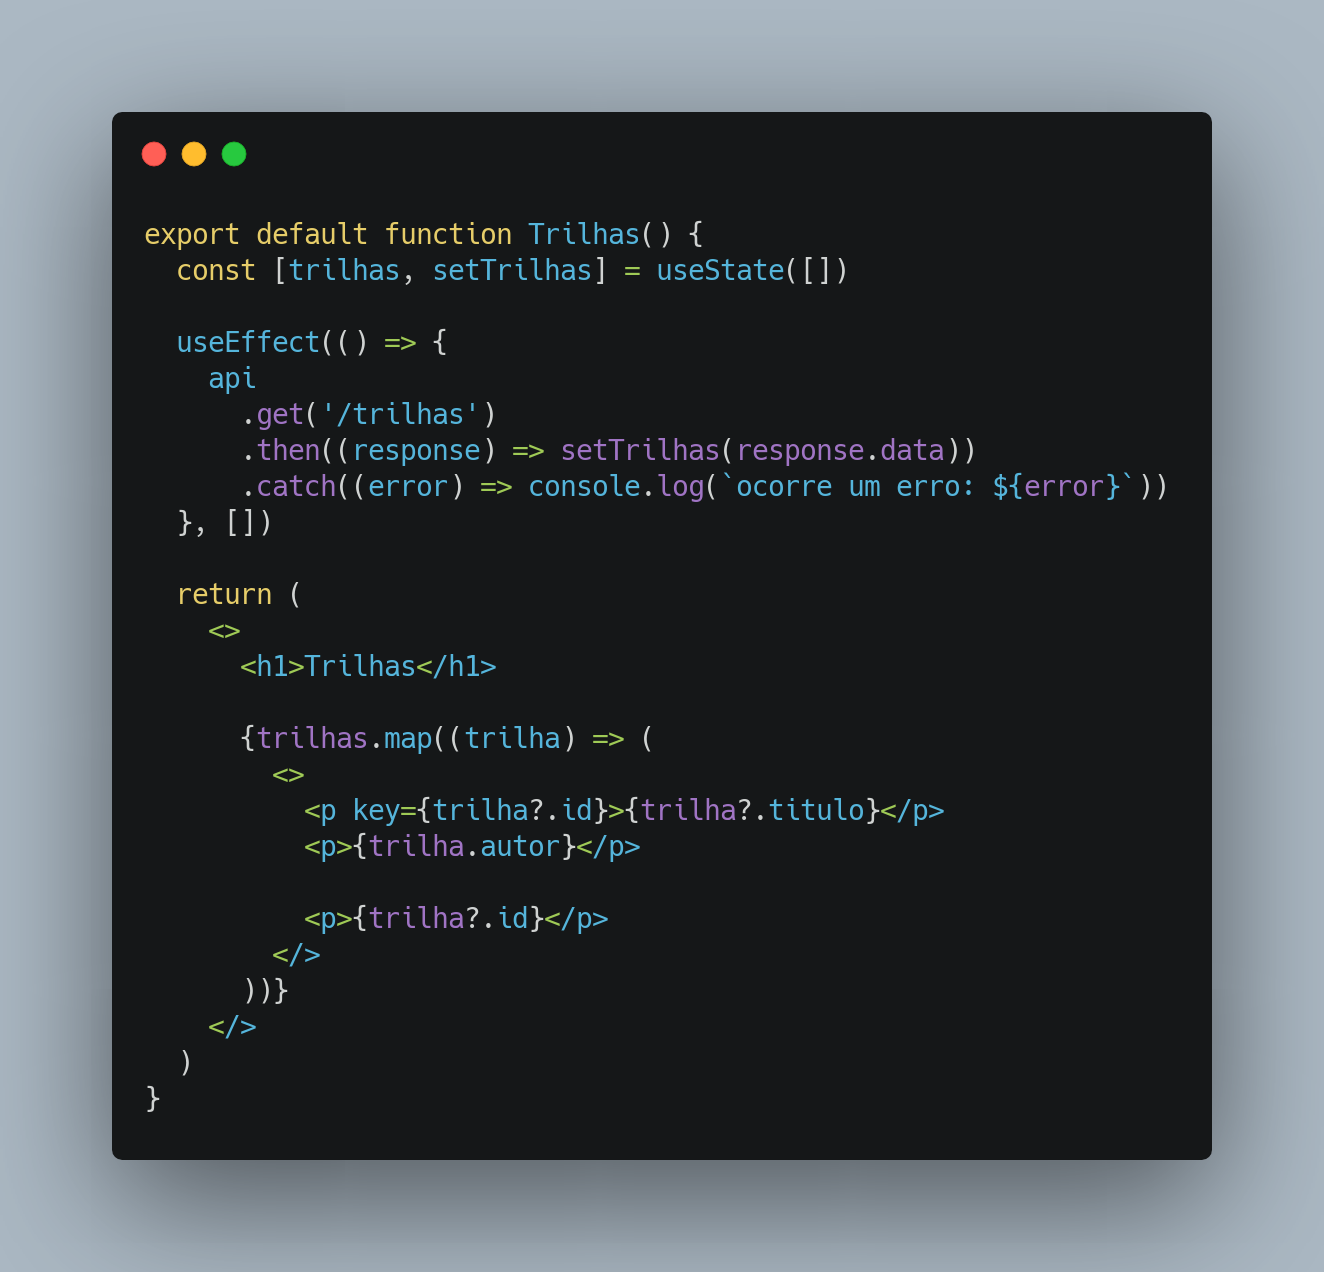 export default function Trilhas() {
  const [trilhas, setTrilhas] = useState([])

  useEffect(() => {
    api
      .get('/trilhas')
      .then((response) => setTrilhas(response.data))
      .catch((error) => console.log(`ocorre um erro: ${error}`))
  }, [])

  return (
    <>
      <h1>Trilhas</h1>

      {trilhas.map((trilha) => (
        <>
          <p key={trilha?.id}>{trilha?.titulo}</p>
          <p>{trilha.autor}</p>

          <p>{trilha?.id}</p>
        </>
      ))}
    </>
  )
}